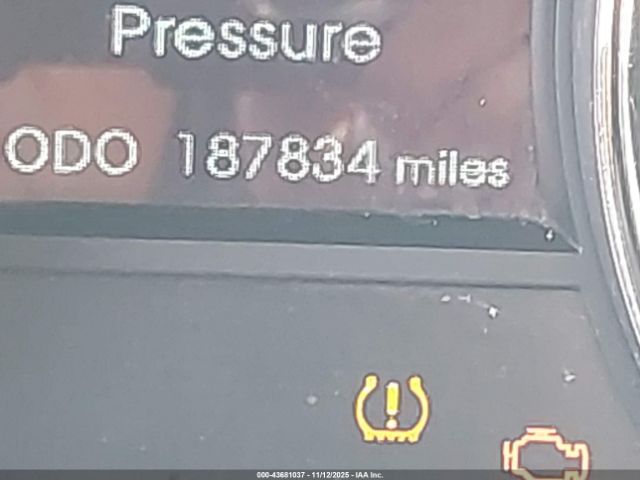 Pressure
ODO 187834 miles
000-43681037 - 11/12/2025 - IAA Inc.